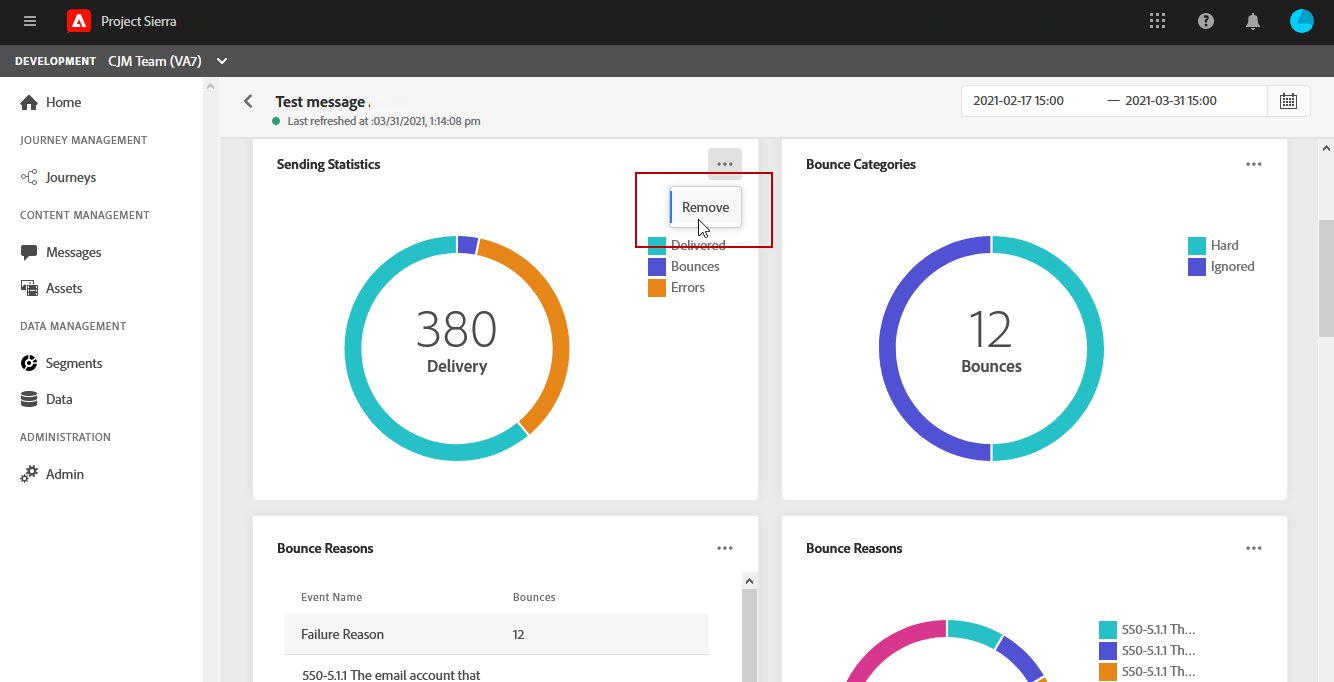 Project Sierra
DEVELOPMENT CJM Team (VA7)
Home
JOURNEY MANAGEMENT
Journeys
CONTENT MANAGEMENT
Messages
Assets
DATA MANAGEMENT
Segments
Data
ADMINISTRATION
Admin
Test message
Last refreshed at :03/31/2021, 1:14:08 pm
2021-02-17 15:00 — 2021-03-31 15:00
Sending Statistics
Remove
Delivered
Bounces
Errors
380
Delivery
Bounce Categories
Hard
Ignored
12
Bounces
Bounce Reasons
Event Name Bounces
Failure Reason 12
550-5.1.1 The email account that
Bounce Reasons
550-5.1.1 Th...
550-5.1.1 Th...
550-5.1.1 Th...